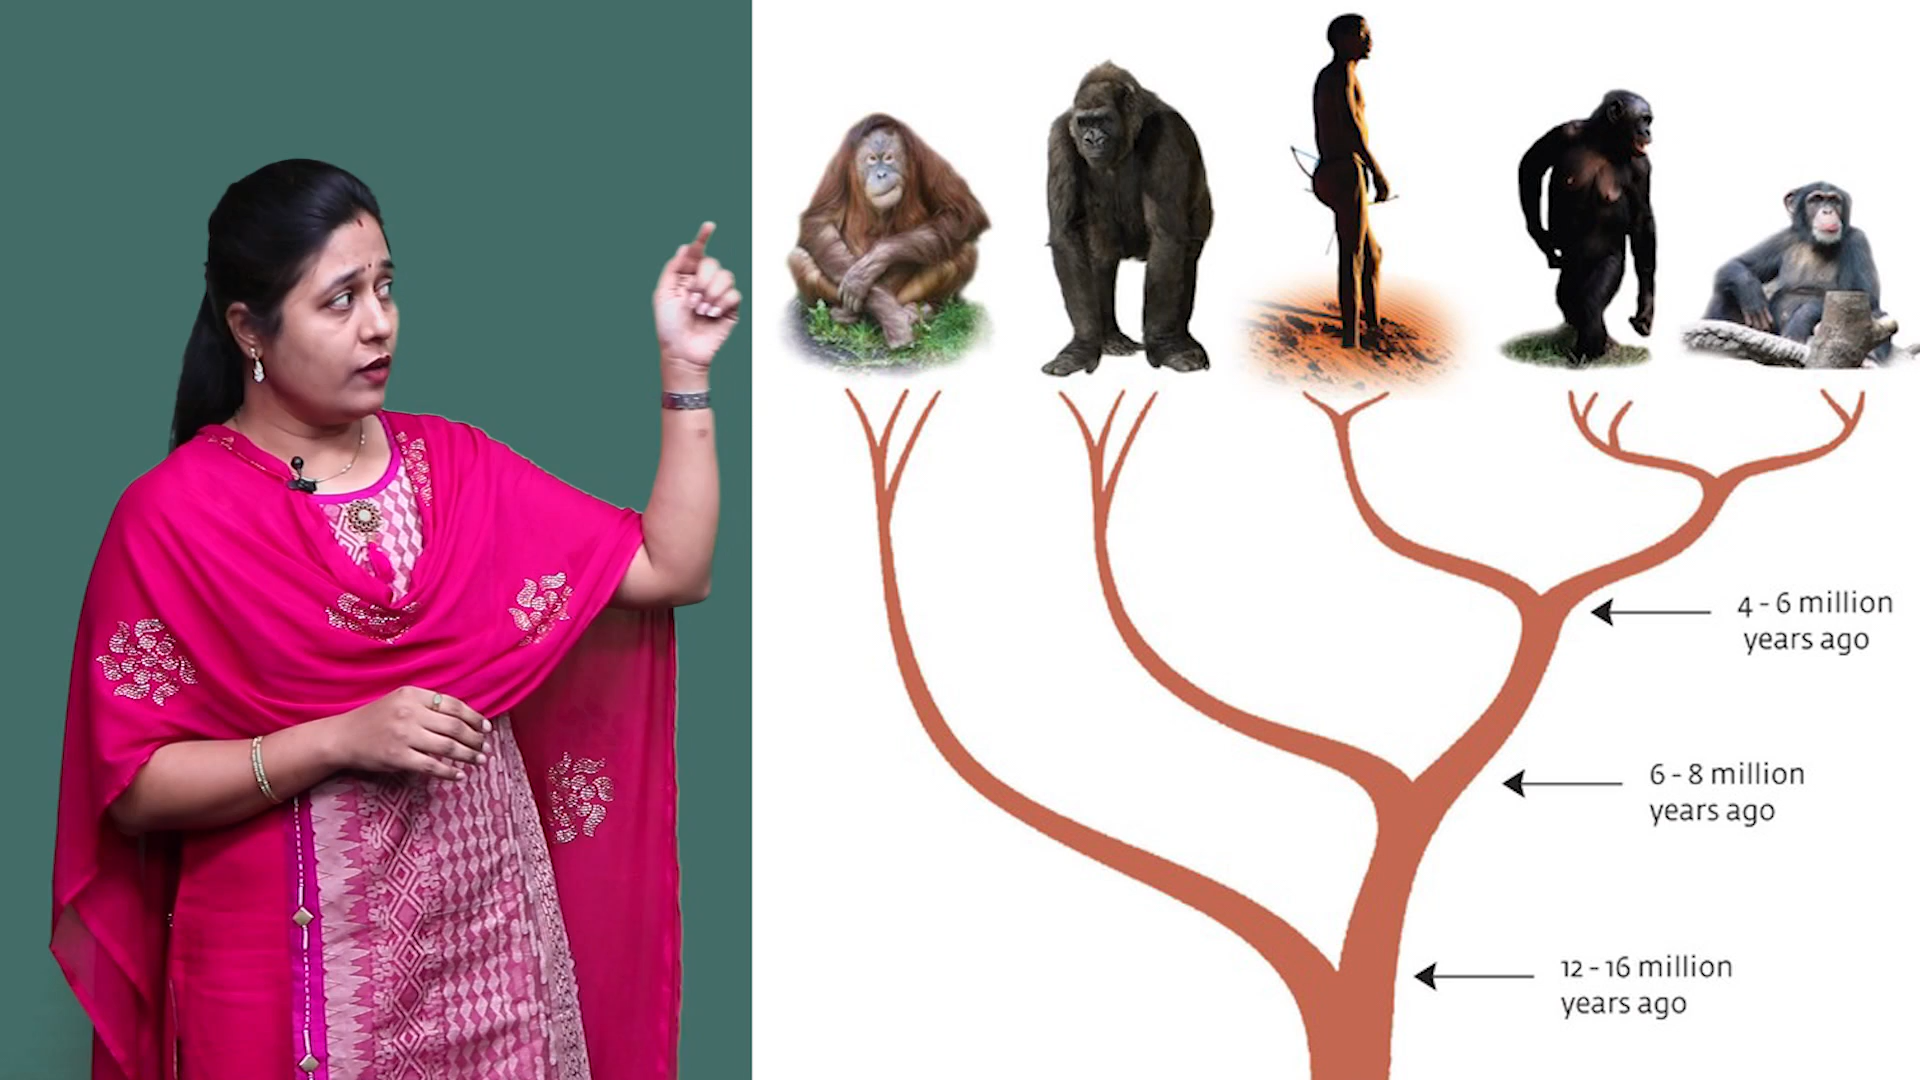 4 - 6 million
years ago
6 - 8 million
years ago
12 - 16 million
years ago